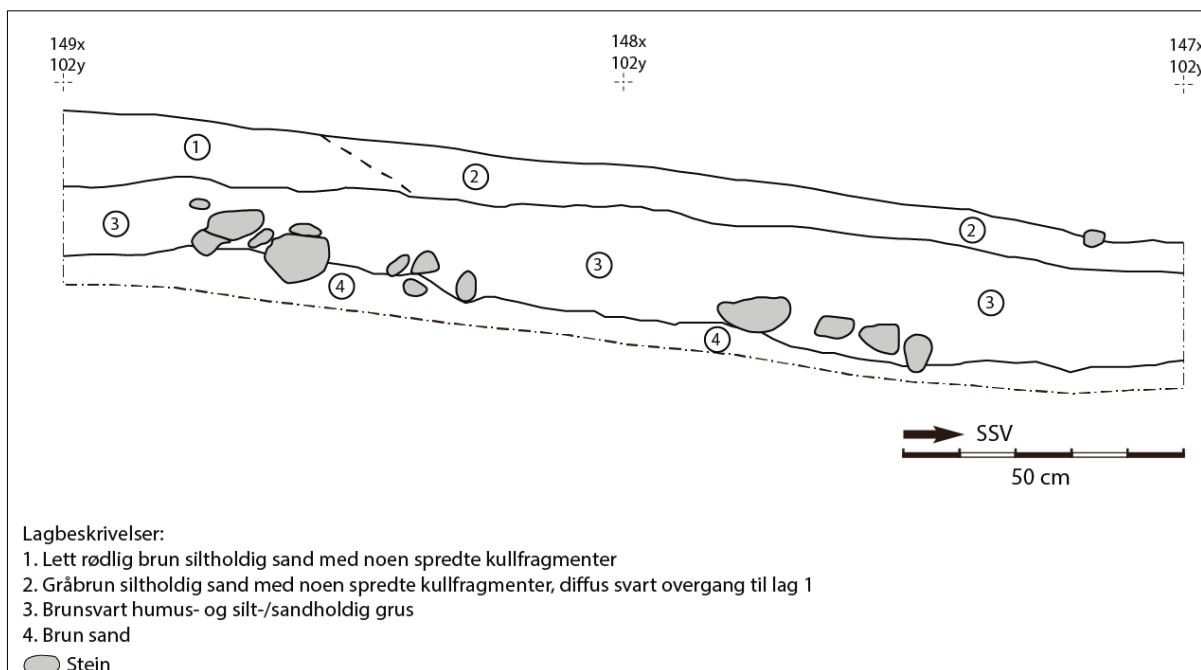 149x
102y
148x
102y
147x
102y
1
2
2
3
3
3
4
4
SSV
50 cm
Lagbeskrivelser:
1. Lett rødlig brun siltholdig sand med noen spredte kullfragmenter
2. Gråbrun siltholdig sand med noen spredte kullfragmenter, diffus svart overgang til lag 1
3. Brunsvart humus- og silt-/sandholdig grus
4. Brun sand
Stein